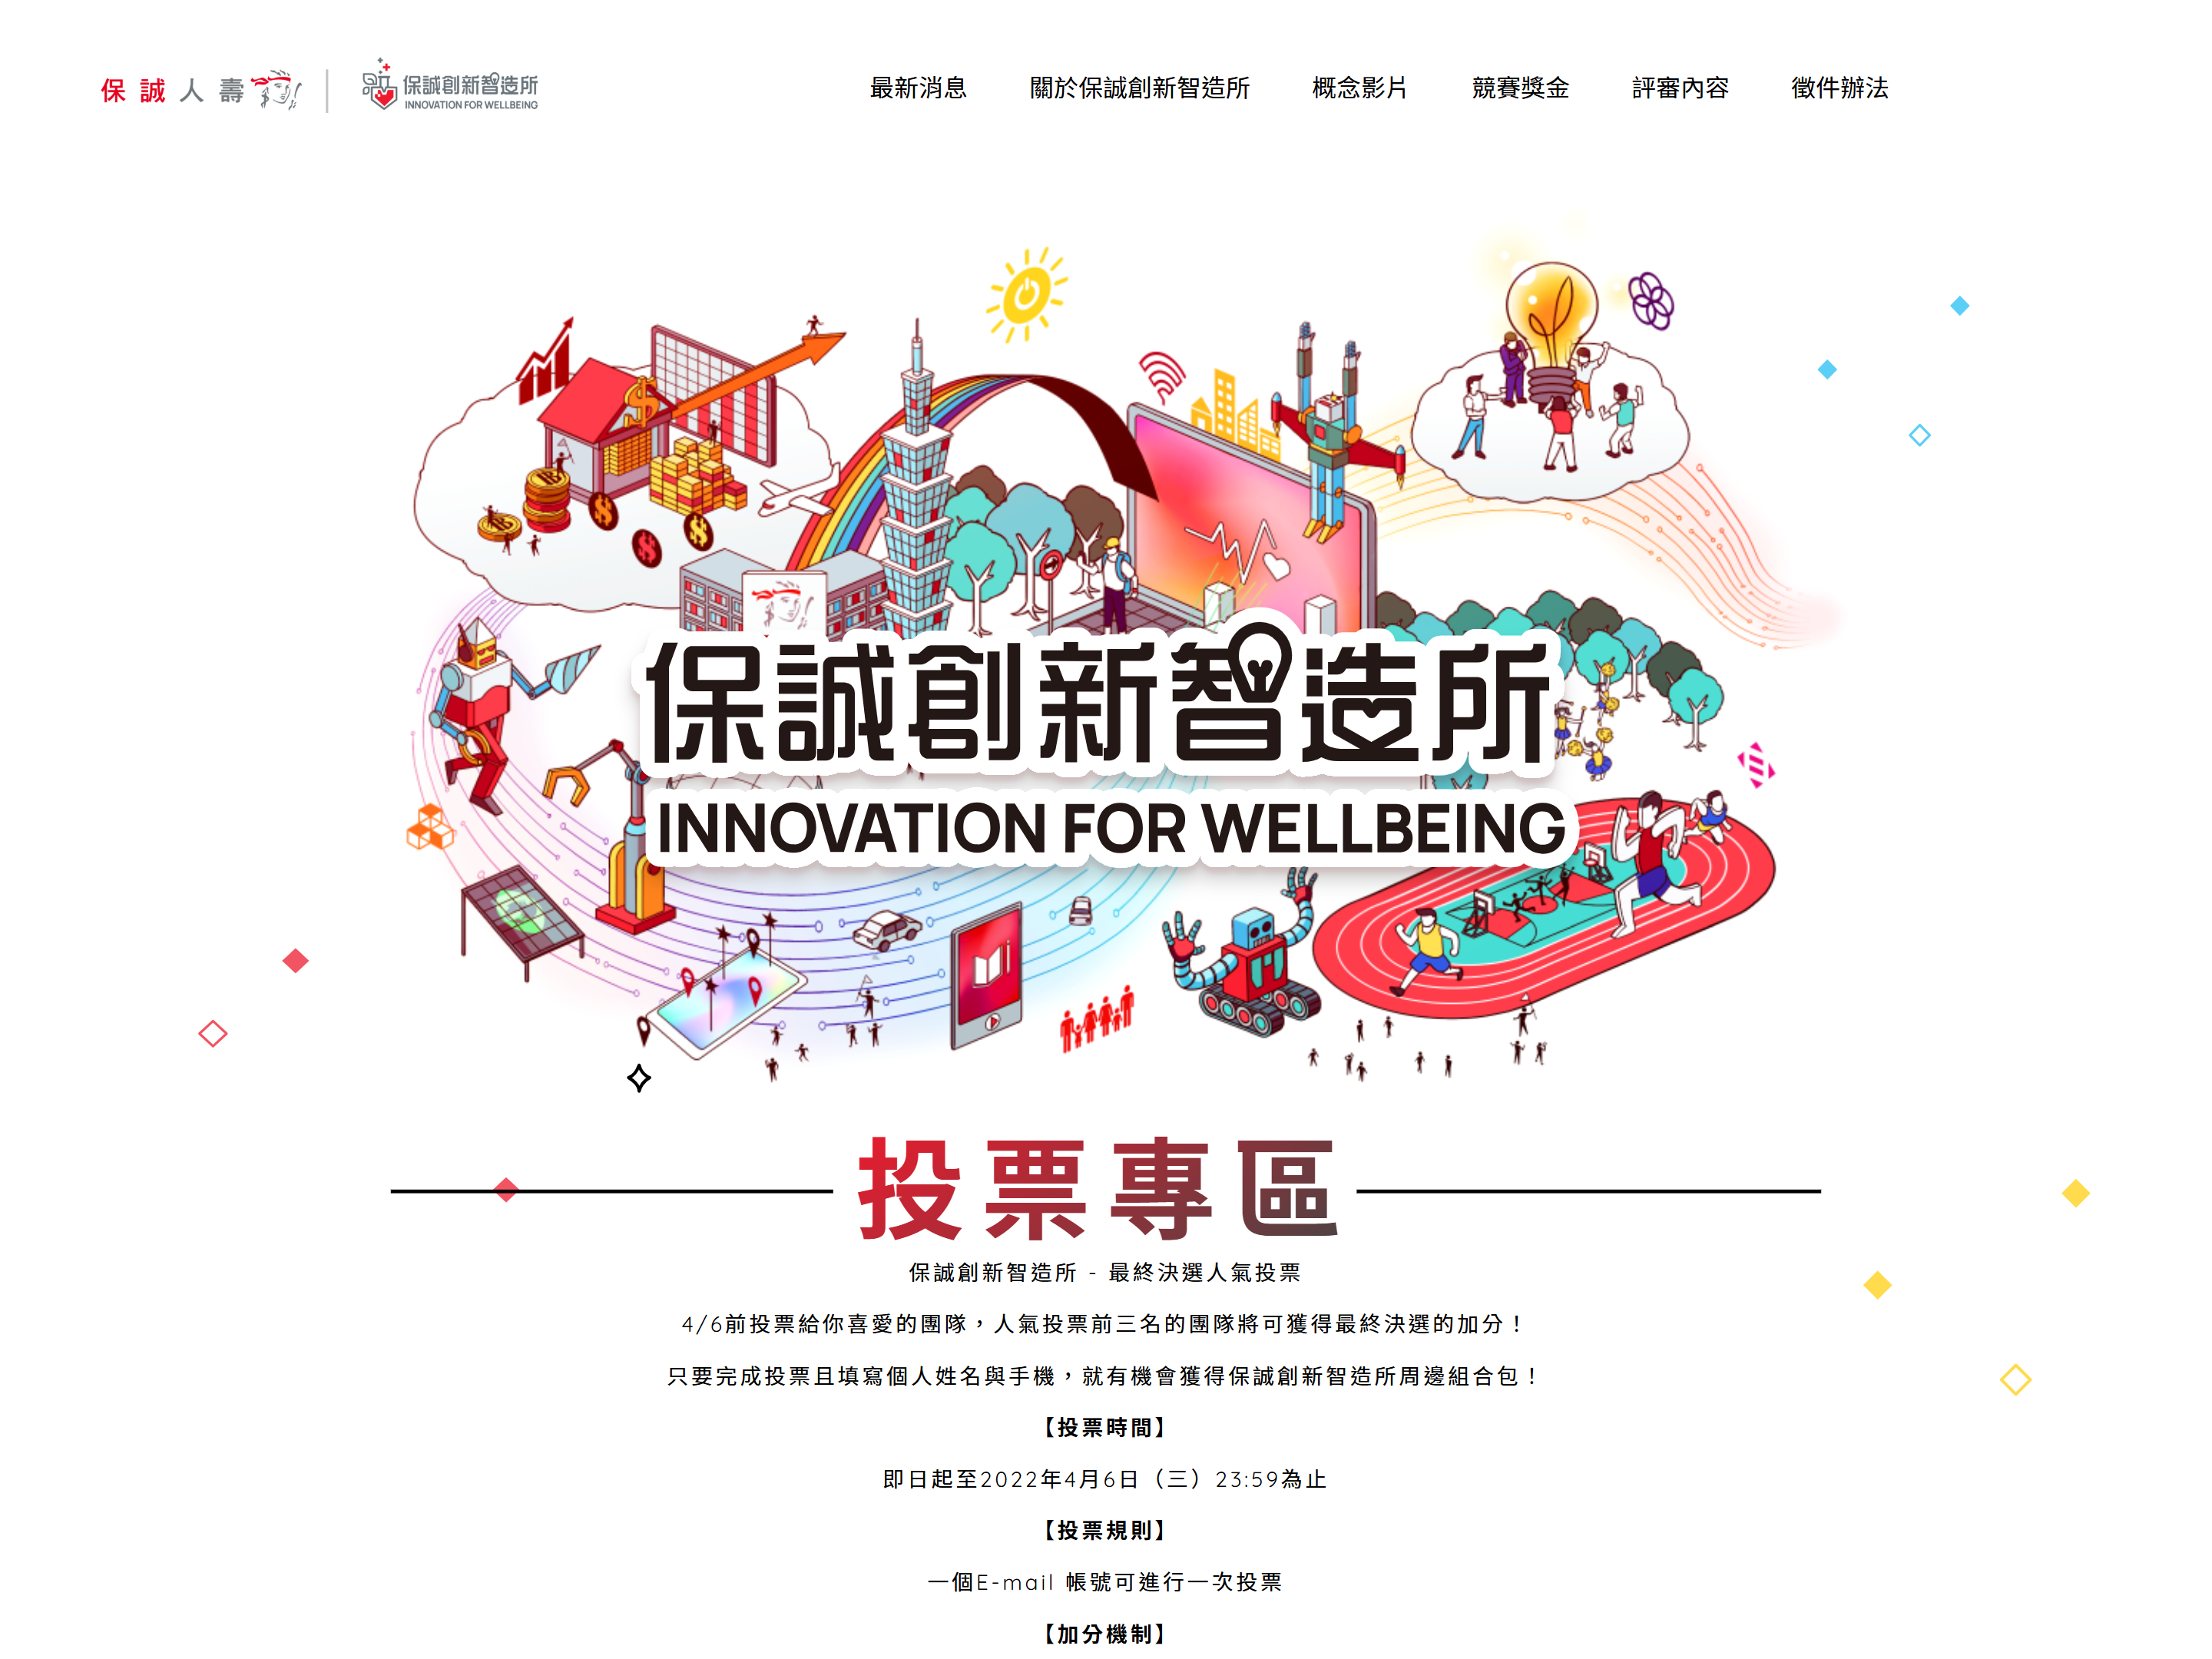 保誠人壽
保誠創新智造所
INNOVATION FOR WELLBEING
最新消息
關於保誠創新智造所
概念影片
競賽獎金
評審內容
徵件辦法
保誠創新智造所
INNOVATION FOR WELLBEING
投票專區
保誠創新智造所 - 最終決選人氣投票
4/6前投票給你喜愛的團隊，人氣投票前三名的團隊將可獲得最終決選的加分！
只要完成投票且填寫個人姓名與手機，就有機會獲得保誠創新智造所周邊組合包！
【投票時間】
即日起至2022年4月6日（三）23:59為止
【投票規則】
一個E-mail 帳號可進行一次投票
【加分機制】